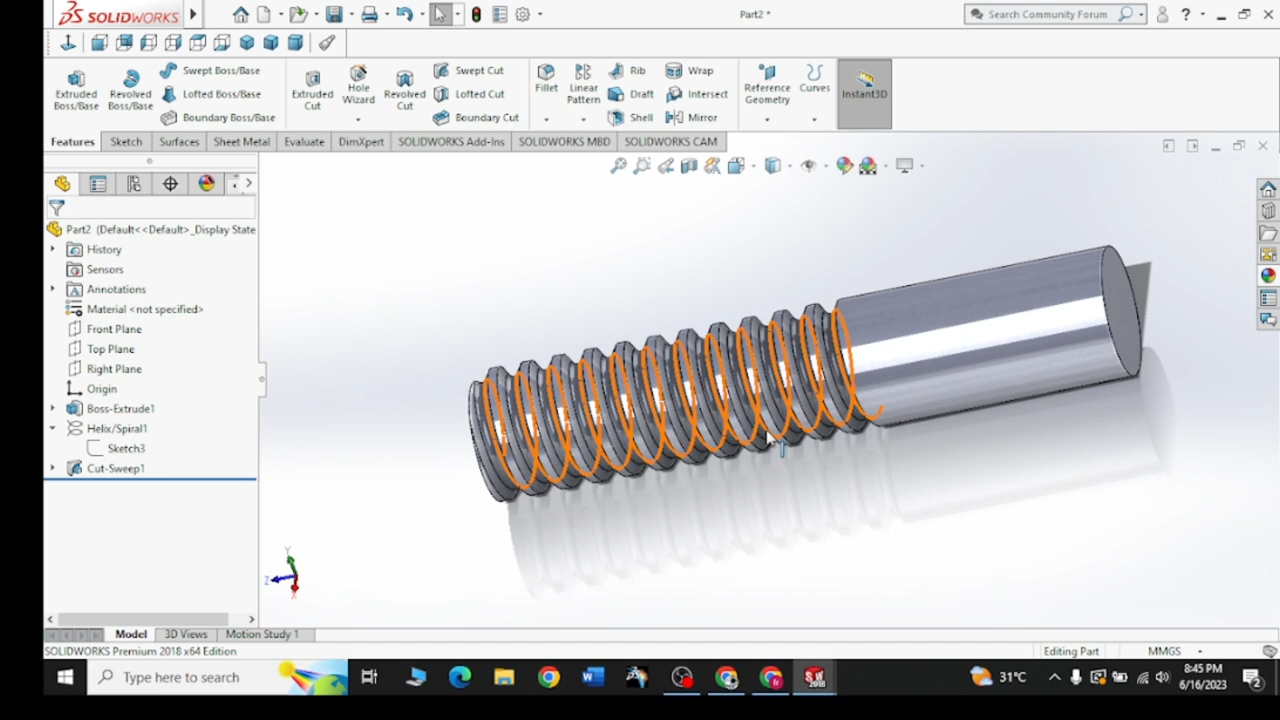 SOLIDWORKS
Part2 *
Search Community Forum
?
Extruded Boss/Base
Revolved Boss/Base
Swept Boss/Base
Lofted Boss/Base
Boundary Boss/Base
Extruded Cut
Hole Wizard
Revolved Cut
Swept Cut
Lofted Cut
Boundary Cut
Fillet
Linear Pattern
Rib
Draft
Shell
Wrap
Intersect
Mirror
Reference Geometry
Curves
Instant3D
Features Sketch Surfaces Sheet Metal Evaluate DimXpert SOLIDWORKS Add-Ins SOLIDWORKS MBD SOLIDWORKS CAM
Part2 (Default<<Default>_Display State
History
Sensors
Annotations
Material <not specified>
Front Plane
Top Plane
Right Plane
Origin
Boss-Extrude1
Helix/Spiral1
Sketch3
Cut-Sweep1
Y
Z
X
Model 3D Views Motion Study 1
SOLIDWORKS Premium 2018 x64 Edition
Editing Part
MMGS
Type here to search
31°C
8:45 PM
6/16/2023
2